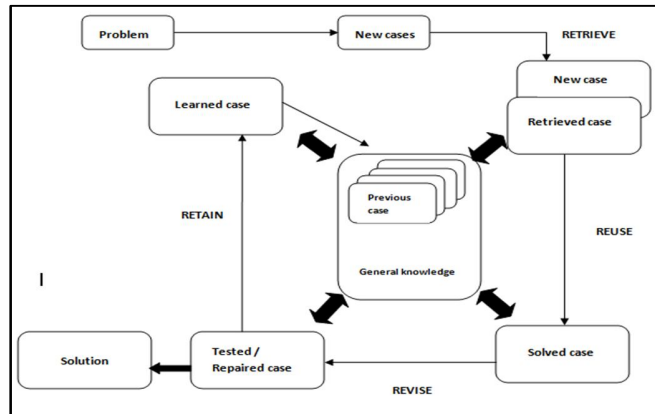 Problem
New cases
RETRIEVE
New case
Learned case
Retrieved case
Previous
case
RETAIN
REUSE
General knowledge
Solution
Tested /
Repaired case
Solved case
REVISE